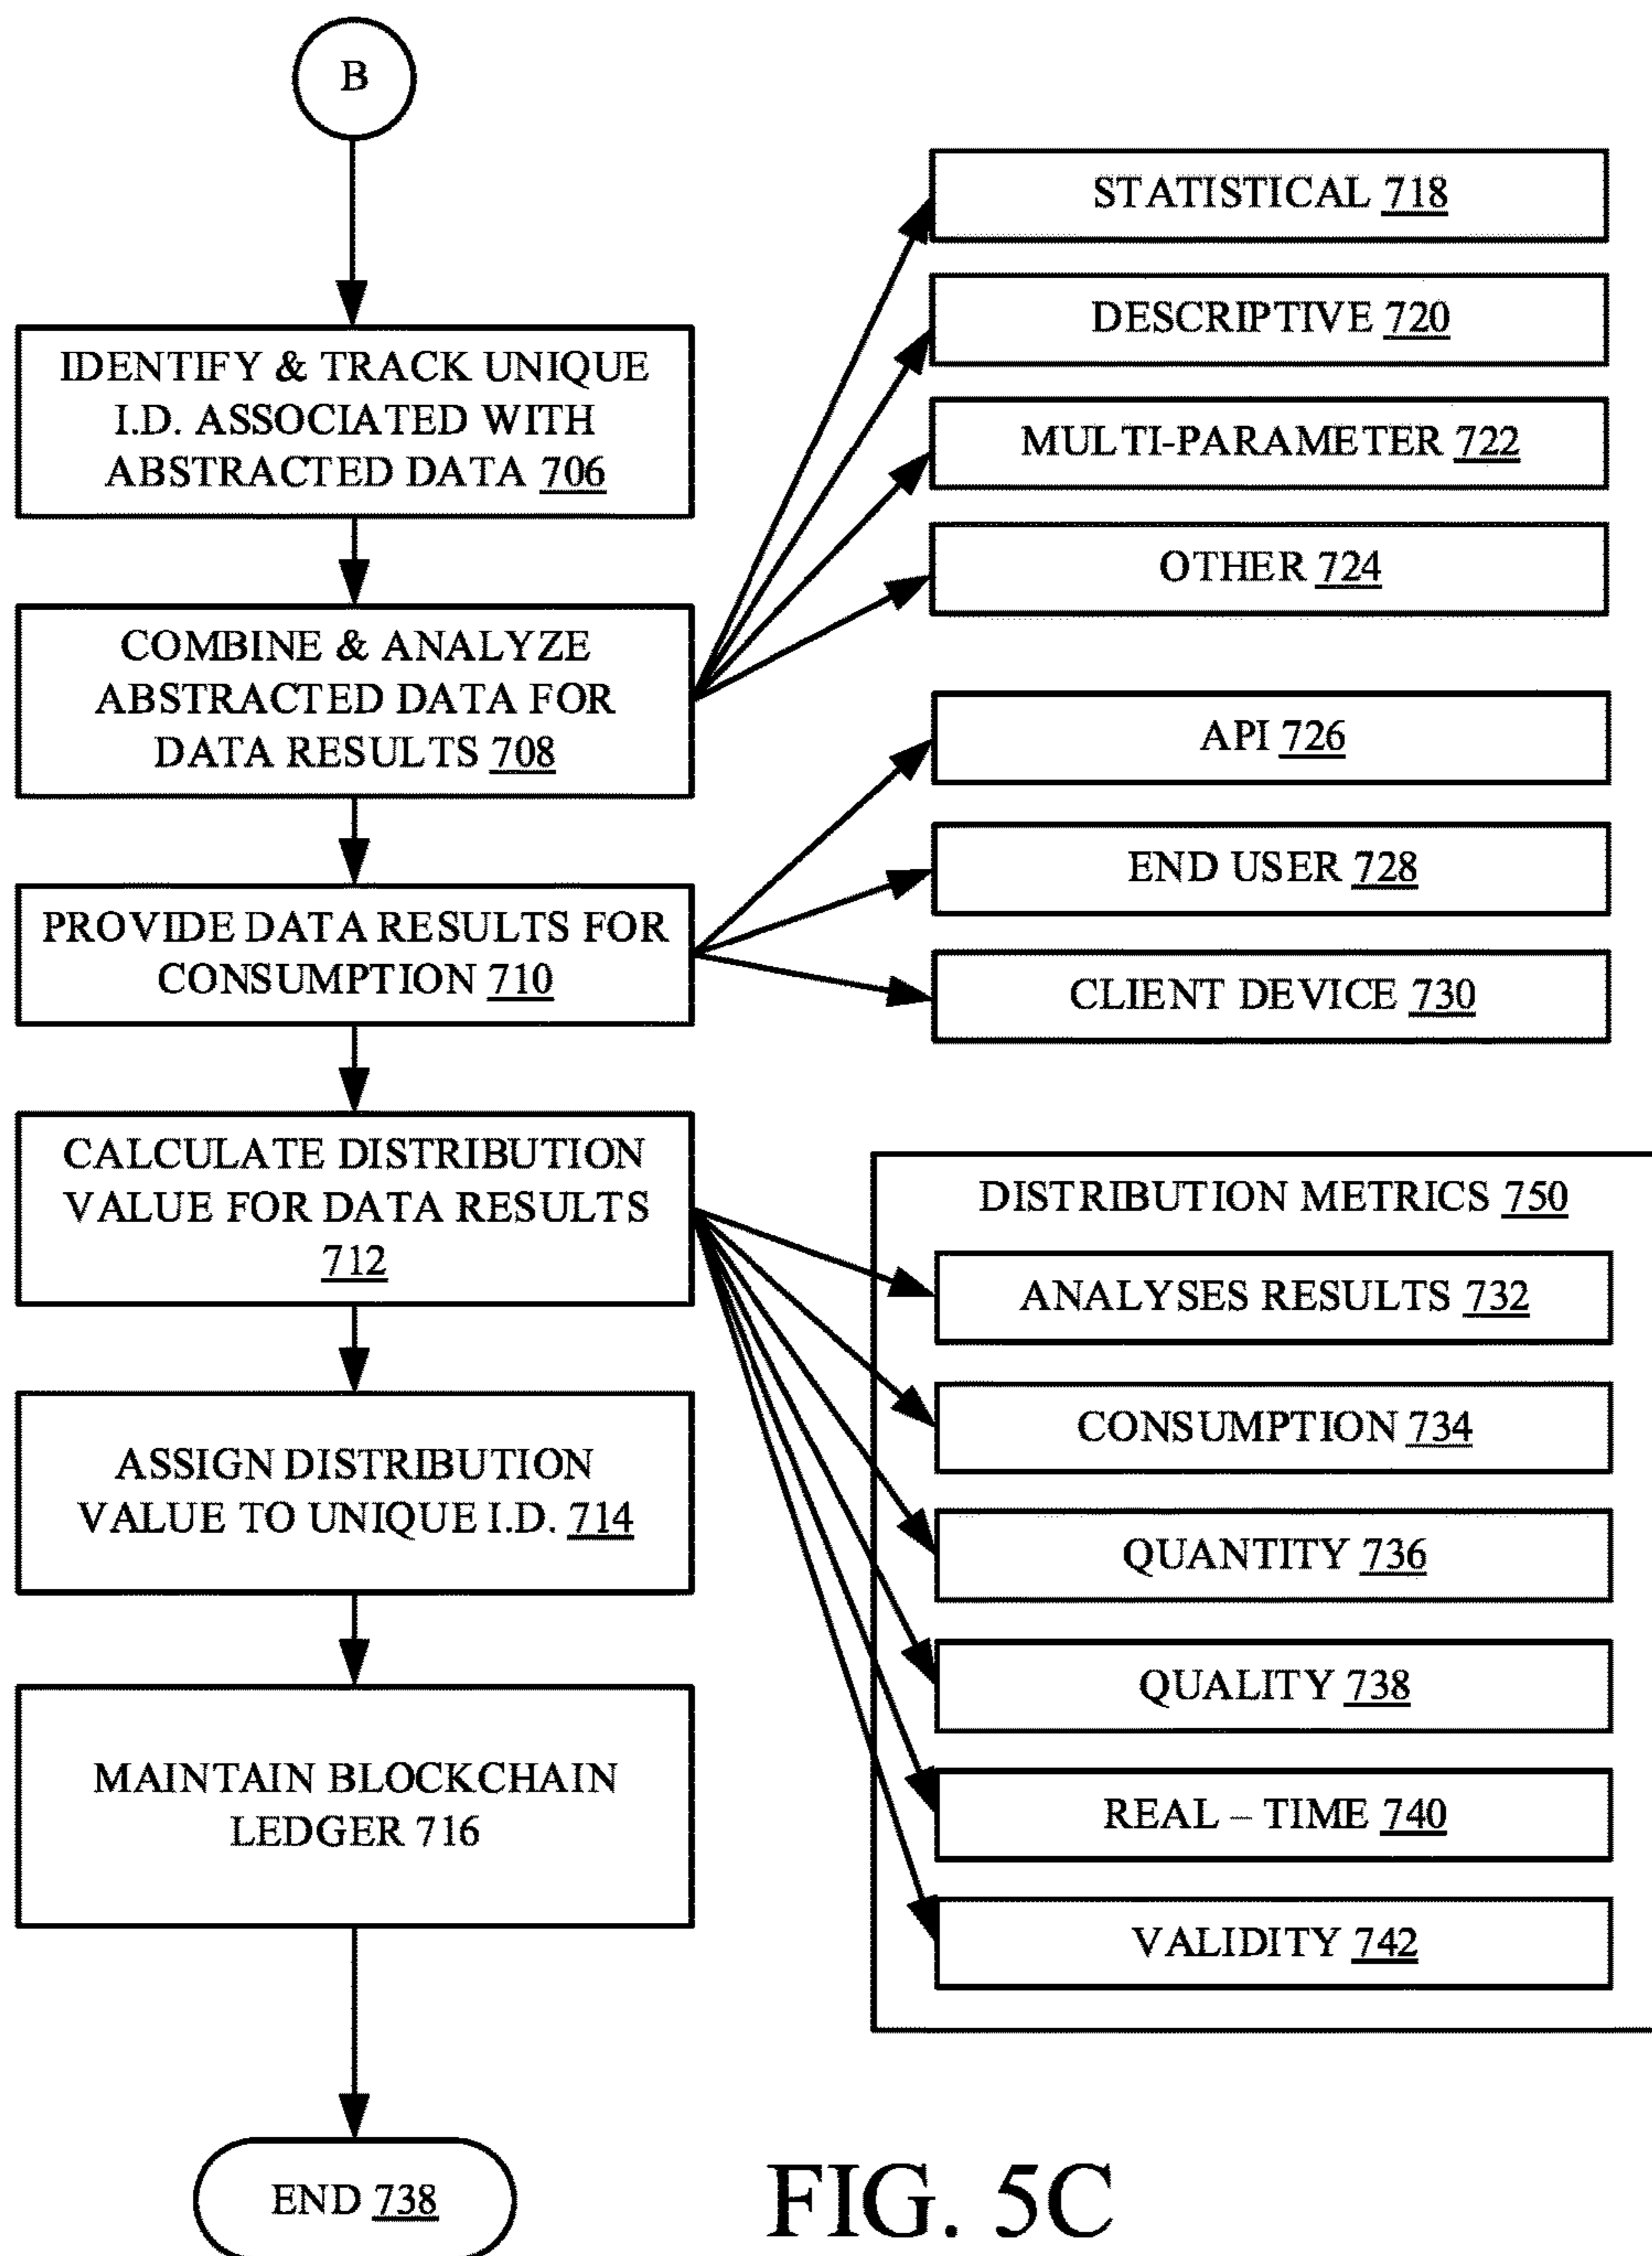 B
IDENTIFY & TRACK UNIQUE
I.D. ASSOCIATED WITH
ABSTRACTED DATA 706
COMBINE & ANALYZE
ABSTRACTED DATA FOR
DATA RESULTS 708
PROVIDE DATA RESULTS FOR
CONSUMPTION 710
CALCULATE DISTRIBUTION
VALUE FOR DATA RESULTS
712
ASSIGN DISTRIBUTION
VALUE TO UNIQUE I.D. 714
MAINTAIN BLOCKCHAIN
LEDGER 716
END 738
STATISTICAL 718
DESCRIPTIVE 720
MULTI-PARAMETER 722
OTHER 724
API 726
END USER 728
CLIENT DEVICE 730
DISTRIBUTION METRICS 750
ANALYSES RESULTS 732
CONSUMPTION 734
QUANTITY 736
QUALITY 738
REAL – TIME 740
VALIDITY 742
FIG. 5C